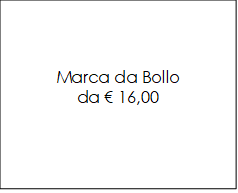 Marca da Bollo
da € 16,00